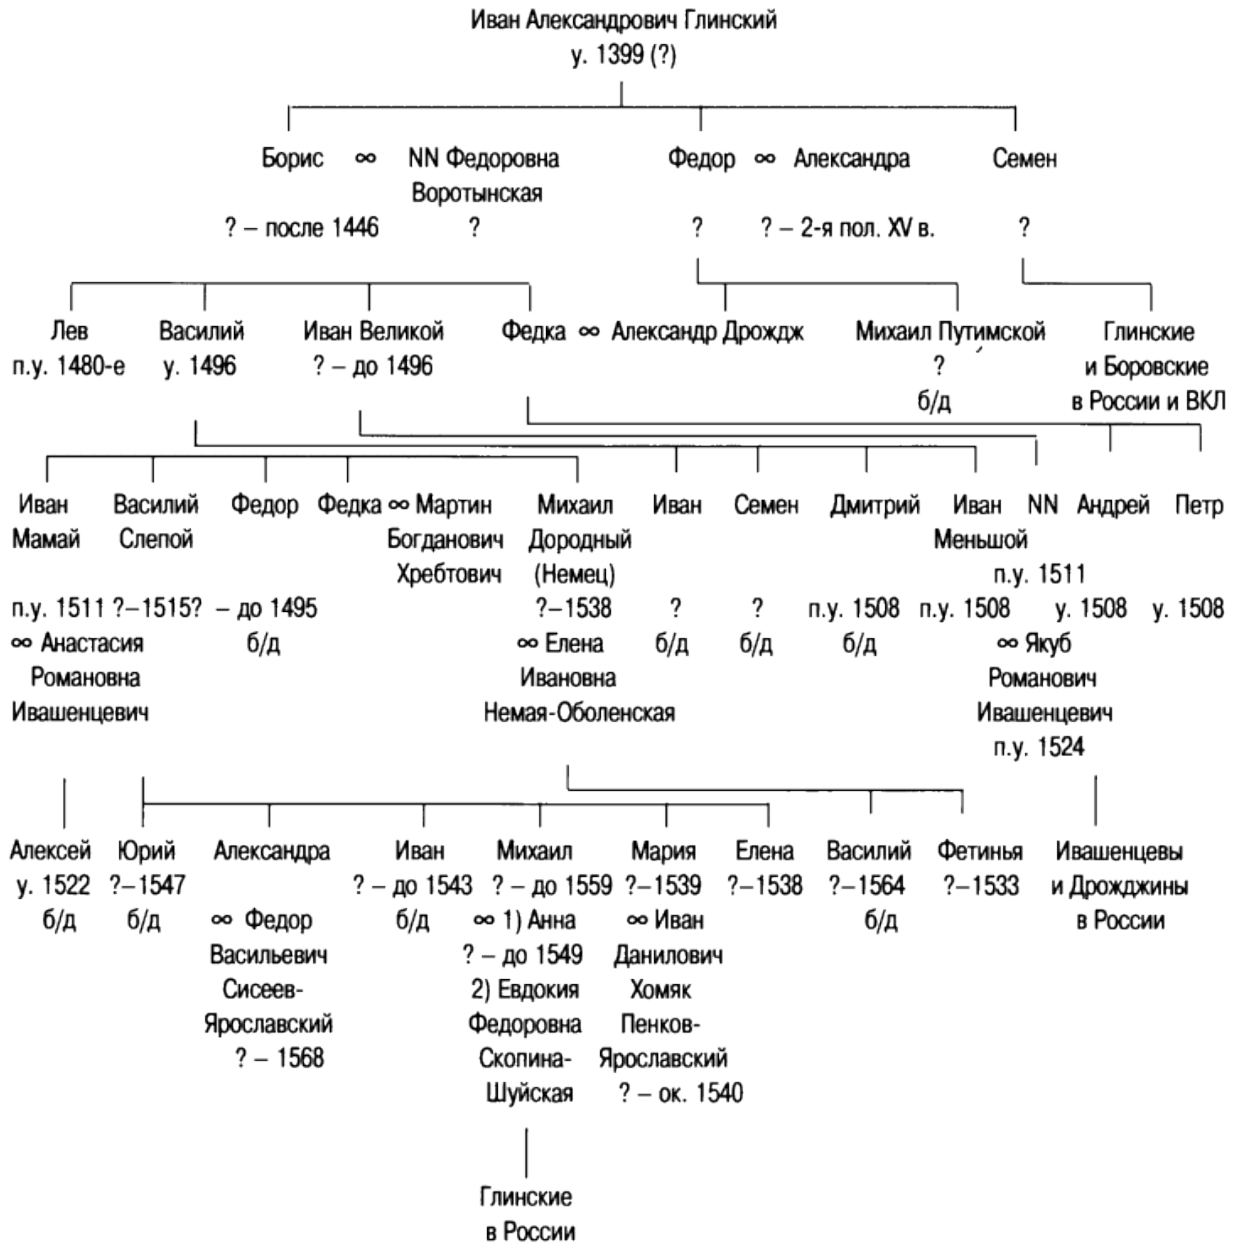 Иван Александрович Глинский
у. 1399 (?)
Борис ∞ NN Федоровна Федор ∞ Александра Семен
Воротынская
? – после 1446 ? ? ? – 2-я пол. XV в. ?
Лев Василий Иван Великой Федка ∞ Александр Дрождж Михаил Путимской Глинские
п.у. 1480-е у. 1496 ? – до 1496 ? и Боровские
б/д в России и ВКЛ
Иван Василий Федор Федка ∞ Мартин Михаил Иван Семен Дмитрий Иван NN Андрей Петр
Мамай Слепой Богданович Дородный Меньшой
Хребтович (Немец) п.у. 1511
п.у. 1511 ?–1515? – до 1495 ?–1538 ? ? п.у. 1508 п.у. 1508 у. 1508 у. 1508
∞ Анастасия б/д ∞ Елена б/д б/д б/д ∞ Якуб
Романовна Ивановна Романович
Ивашенцевич Немая-Оболенская Ивашенцевич
п.у. 1524
Алексей Юрий Александра Иван Михаил Мария Елена Василий Фетинья Ивашенцевы
у. 1522 ?–1547 ? – до 1543 ? – до 1559 ?–1539 ?–1538 ?–1564 ?–1533 и Дрожджины
б/д б/д ∞ Федор б/д ∞ 1) Анна ∞ Иван б/д в России
Васильевич ? – до 1549 Данилович
Сисеев- 2) Евдокия Хомяк
Ярославский Федоровна Пенков-
? – 1568 Скопина- Ярославский
Шуйская ? – ок. 1540
Глинские
в России